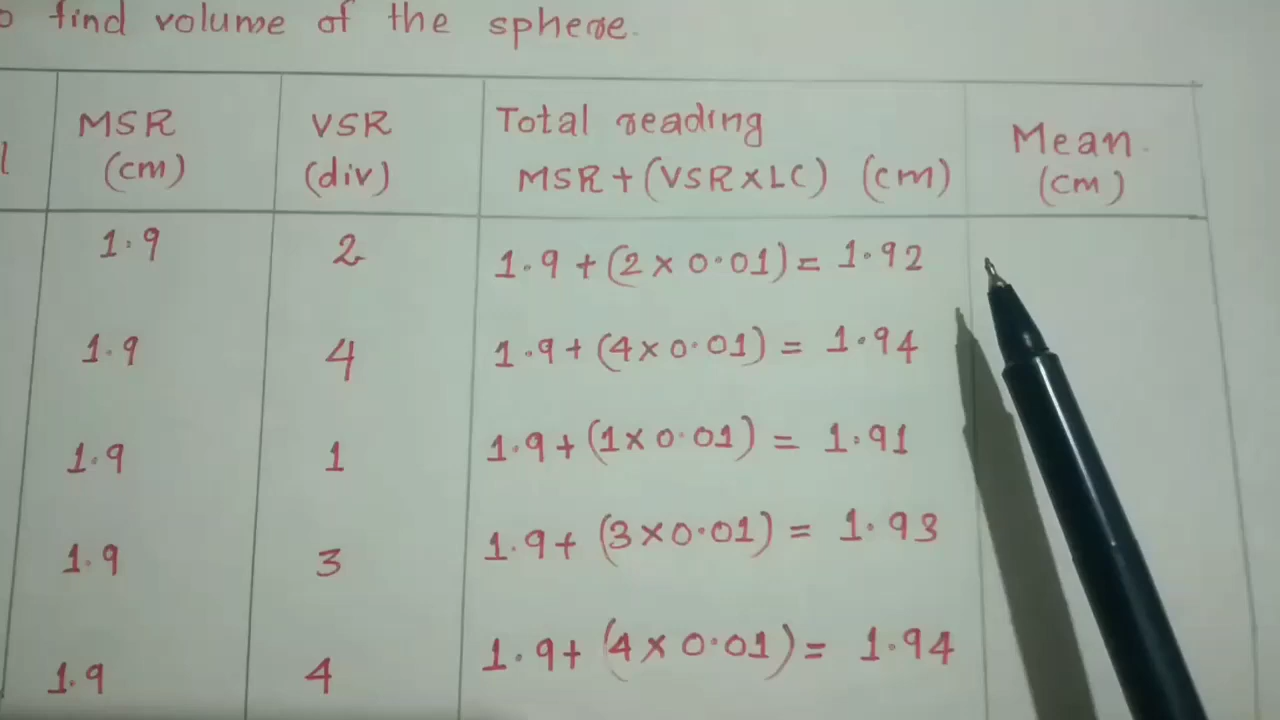 find volume of the sphere.
MSR
(cm)
VSR
(div)
Total reading
MSR + (VSR X LC) (cm)
Mean
(cm)
1.9 2 1.9 + (2 × 0.01) = 1.92
1.9 4 1.9 + (4 × 0.01) = 1.94
1.9 1 1.9 + (1 × 0.01) = 1.91
1.9 3 1.9 + (3 × 0.01) = 1.93
1.9 4 1.9 + (4 × 0.01) = 1.94